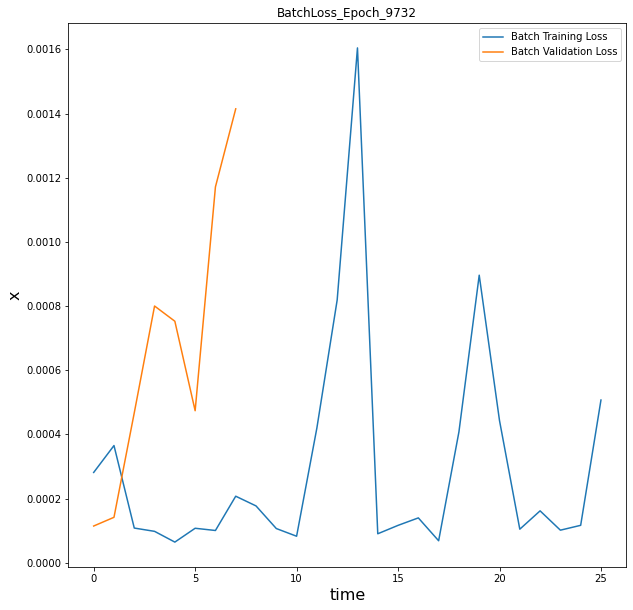 BatchLoss_Epoch_9732
Batch Training Loss
Batch Validation Loss
x
0.0016
0.0014
0.0012
0.0010
0.0008
0.0006
0.0004
0.0002
0.0000
0 5 10 15 20 25
time